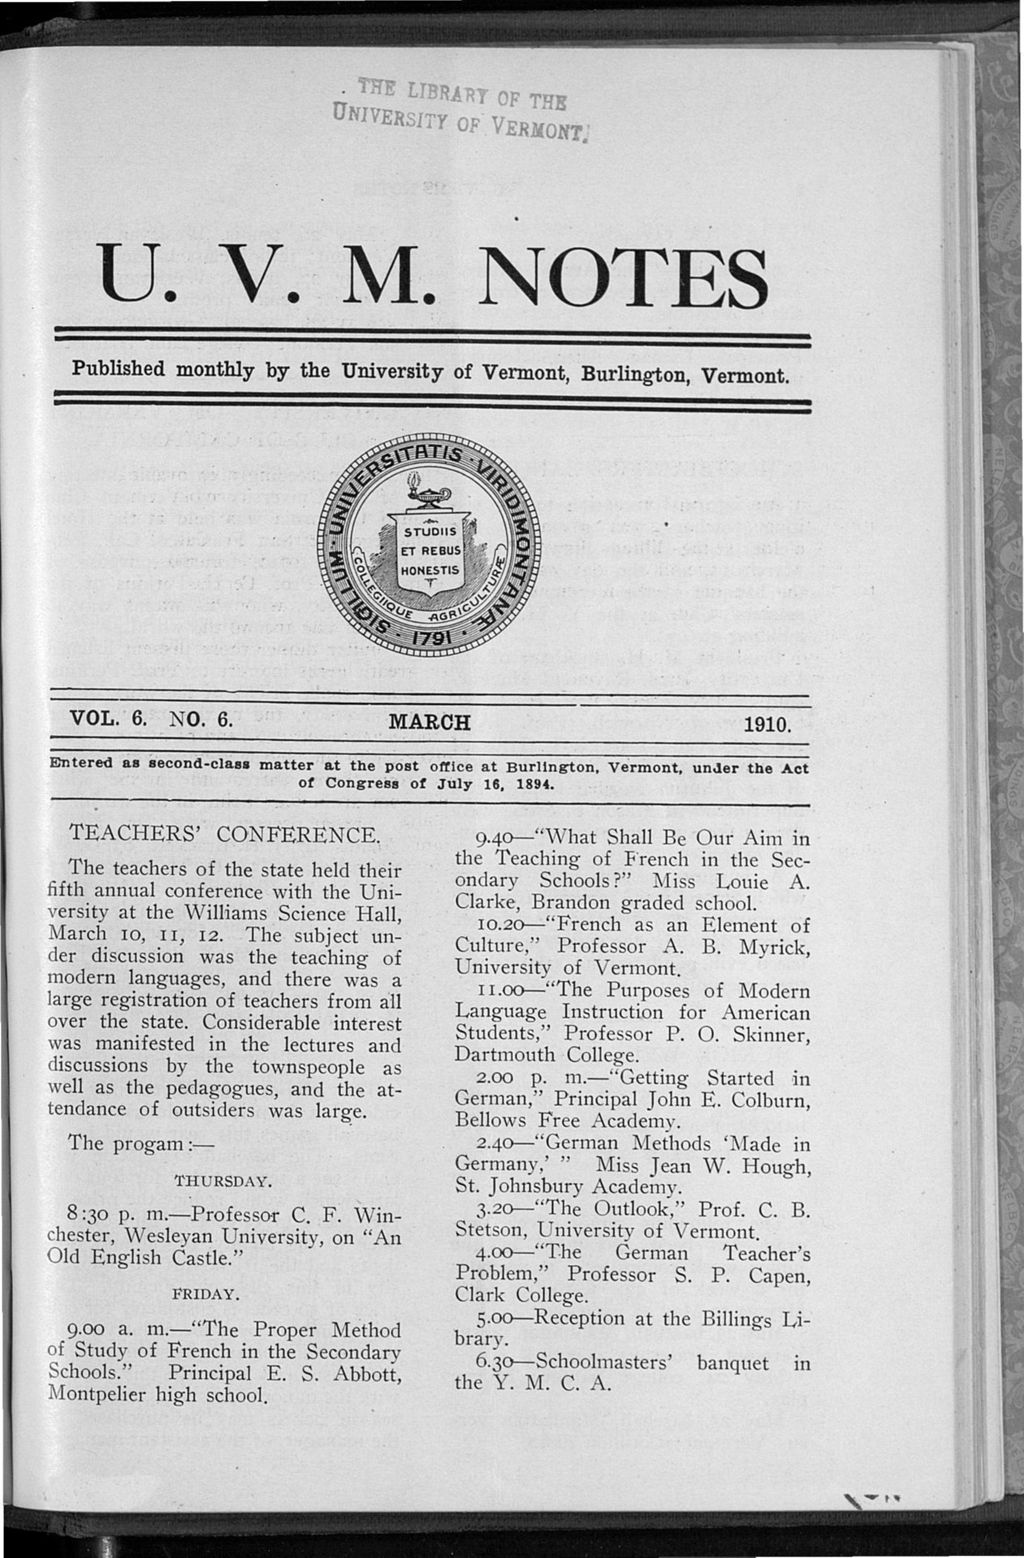 THE LIBRARY OF THE
UNIVERSITY OF VERMONT.
U. V. M. NOTES
Published monthly by the University of Vermont, Burlington, Vermont.
SIGILLUM · UNIVERSITATIS · VIRIDIMONTANÆ
COLLEGIIQUE AGRICULTURÆ
STUDIIS
ET REBUS
HONESTIS
· 1791 ·
VOL. 6. NO. 6. MARCH 1910.
Entered as second-class matter at the post office at Burlington, Vermont, under the Act
of Congress of July 16, 1894.
TEACHERS' CONFERENCE.
The teachers of the state held their
fifth annual conference with the Uni-
versity at the Williams Science Hall,
March 10, 11, 12. The subject un-
der discussion was the teaching of
modern languages, and there was a
large registration of teachers from all
over the state. Considerable interest
was manifested in the lectures and
discussions by the townspeople as
well as the pedagogues, and the at-
tendance of outsiders was large.
The progam:—
THURSDAY.
8:30 p. m.—Professor C. F. Win-
chester, Wesleyan University, on "An
Old English Castle."
FRIDAY.
9.00 a. m.—"The Proper Method
of Study of French in the Secondary
Schools." Principal E. S. Abbott,
Montpelier high school.
9.40—"What Shall Be Our Aim in
the Teaching of French in the Sec-
ondary Schools?" Miss Louie A.
Clarke, Brandon graded school.
10.20—"French as an Element of
Culture," Professor A. B. Myrick,
University of Vermont.
11.00—"The Purposes of Modern
Language Instruction for American
Students," Professor P. O. Skinner,
Dartmouth College.
2.00 p. m.—"Getting Started in
German," Principal John E. Colburn,
Bellows Free Academy.
2.40—"German Methods 'Made in
Germany,' " Miss Jean W. Hough,
St. Johnsbury Academy.
3.20—"The Outlook," Prof. C. B.
Stetson, University of Vermont.
4.00—"The German Teacher's
Problem," Professor S. P. Capen,
Clark College.
5.00—Reception at the Billings Li-
brary.
6.30—Schoolmasters' banquet in
the Y. M. C. A.